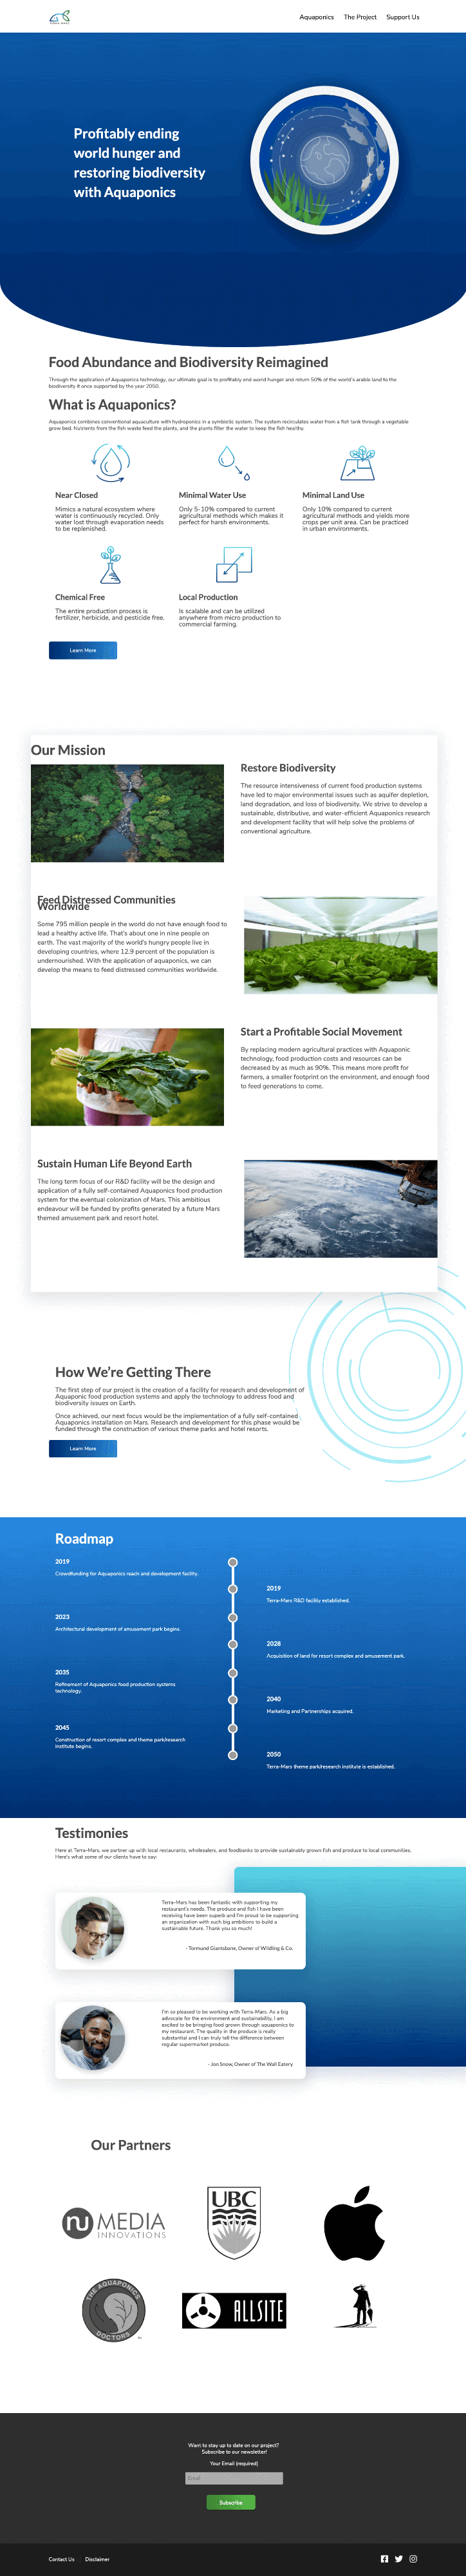 Aquaponics The Project Support Us
Profitably ending
world hunger and
restoring biodiversity
with Aquaponics
Food Abundance and Biodiversity Reimagined
Through the application of Aquaponics technology, our ultimate goal is to profitably end world hunger and return 50% of the world's arable land to the
biodiversity it once supported by the year 2050.
What is Aquaponics?
Aquaponics combines conventional aquaculture with hydroponics in a symbiotic system. The system recirculates water from a fish tank through a vegetable
grow bed. Nutrients from the fish waste feed the plants, and the plants filter the water to keep the fish healthy.
Near Closed
Mimics a natural ecosystem where
water is continuously recycled. Only
water lost through evaporation needs
to be replenished.
Minimal Water Use
Only 5-10% compared to current
agricultural methods which makes it
perfect for harsh environments.
Minimal Land Use
Only 10% compared to current
agricultural methods and yields more
crops per unit area. Can be practiced
in urban environments.
Chemical Free
The entire production process is
fertilizer, herbicide, and pesticide free.
Local Production
Is scalable and can be utilized
anywhere from micro production to
commercial farming.
Learn More
Our Mission
Restore Biodiversity
The resource intensiveness of current food production systems
have led to major environmental issues such as aquifer depletion,
land degradation, and loss of biodiversity. We strive to develop a
sustainable, distributive, and water-efficient Aquaponics research
and development facility that will help solve the problems of
conventional agriculture.
Feed Distressed Communities
Worldwide
Some 795 million people in the world do not have enough food to
lead a healthy active life. That's about one in nine people on
earth. The vast majority of the world's hungry people live in
developing countries, where 12.9 percent of the population is
undernourished. With the application of aquaponics, we can
develop the means to feed distressed communities worldwide.
Start a Profitable Social Movement
By replacing modern agricultural practices with Aquaponic
technology, food production costs and resources can be
decreased by as much as 90%. This means more profit for
farmers, a smaller footprint on the environment, and enough food
to feed generations to come.
Sustain Human Life Beyond Earth
The long term focus of our R&D facility will be the design and
application of a fully self-contained Aquaponics food production
system for the eventual colonization of Mars. This ambitious
endeavour will be funded by profits generated by a future Mars
themed amusement park and resort hotel.
How We're Getting There
The first step of our project is the creation of a facility for research and development of
Aquaponic food production systems and apply the technology to address food and
biodiversity issues on Earth.
Once achieved, our next focus would be the implementation of a fully self-contained
Aquaponics installation on Mars. Research and development for this phase would be
funded through the construction of various theme parks and hotel resorts.
Learn More
Roadmap
2019
Crowdfunding for Aquaponics reach and development facility.
2019
Terra-Mars R&D facility established.
2023
Architectural development of amusement park begins.
2028
Acquisition of land for resort complex and amusement park.
2035
Refinement of Aquaponics food production systems
technology.
2040
Marketing and Partnerships acquired.
2045
Construction of resort complex and theme park/research
institute begins.
2050
Terra-Mars theme park/research institute is established.
Testimonies
Here at Terra-Mars, we partner up with local restaurants, wholesalers, and foodbanks to provide sustainably grown fish and produce to local communities.
Here's what some of our clients have to say:
Terra-Mars has been fantastic with supporting my
restaurant's needs. The produce and fish I have been
receiving have been superb and I'm proud to be supporting
an organization with such big ambitions to build a
sustainable future. Thank you so much!
- Tormund Giantsbane, Owner of Wildling & Co.
I'm so pleased to be working with Terra-Mars. As a big
advocate for the environment and sustainability, I am
excited to be bringing food grown through aquaponics to
my restaurant. The quality in the produce is really
substantial and I can truly tell the difference between
regular supermarket produce.
- Jon Snow, Owner of The Wall Eatery
Our Partners
nu MEDIA
INNOVATIONS
UBC
THE AQUAPONICS
DOCTORS
ALLSITE
Want to stay up to date on our project?
Subscribe to our newsletter!
Your Email (required)
Email
Subscribe
Contact Us Disclaimer